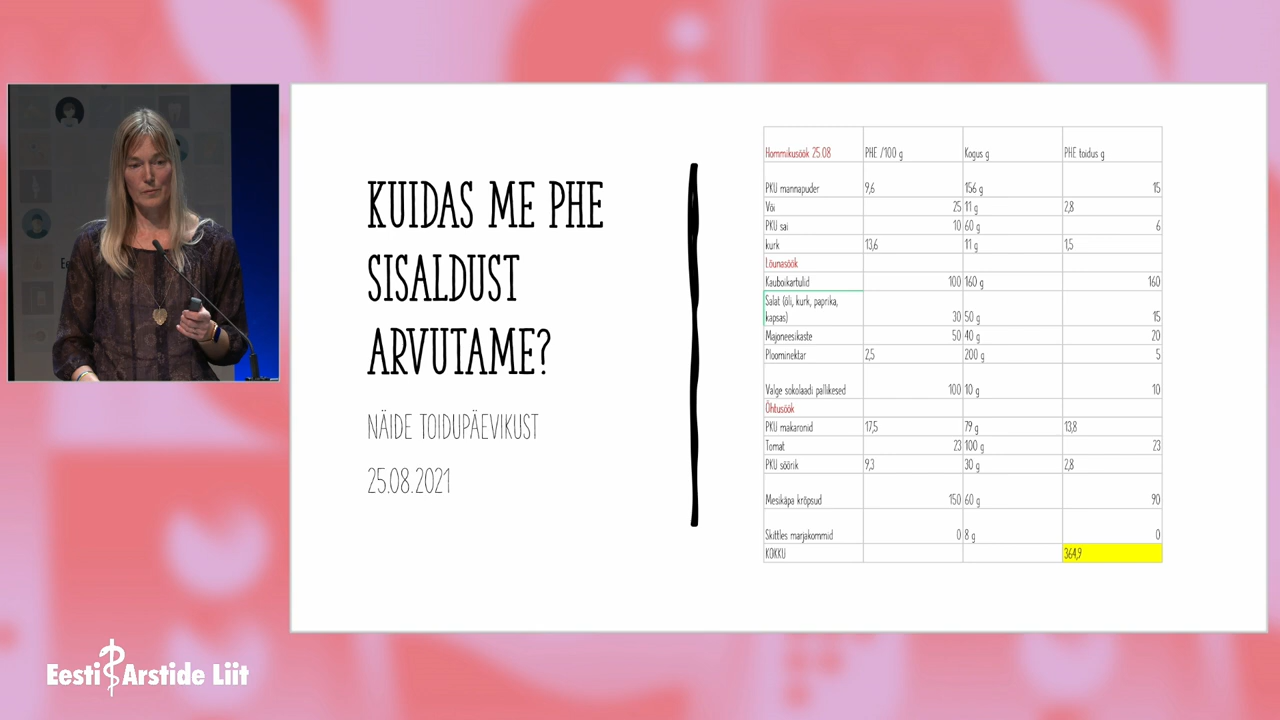 KUIDAS ME PHE
SISALDUST
ARVUTAME?
NÄIDE TOIDUPÄEVIKUST
25.08.2021
Hommikusöök 25.08 PHE /100 g Kogus g PHE toidus g
PKU mannapuder 9,6 156 g 15
Või 25 11 g 2,8
PKU sai 10 60 g 6
kurk 13,6 11 g 1,5
Lõunasöök
Kauboikartulid 100 160 g 160
Salat (õli, kurk, paprika,
kapsas) 30 50 g 15
Majoneesikaste 50 40 g 20
Ploominektar 2,5 200 g 5
Valge sokolaadi pallikesed 100 10 g 10
Õhtusöök
PKU makaronid 17,5 79 g 13,8
Tomat 23 100 g 23
PKU sõõrik 9,3 30 g 2,8
Mesikäpa krõpsud 150 60 g 90
Skittles marjakommid 0 8 g 0
KOKKU 364,9
Eesti Arstide Liit